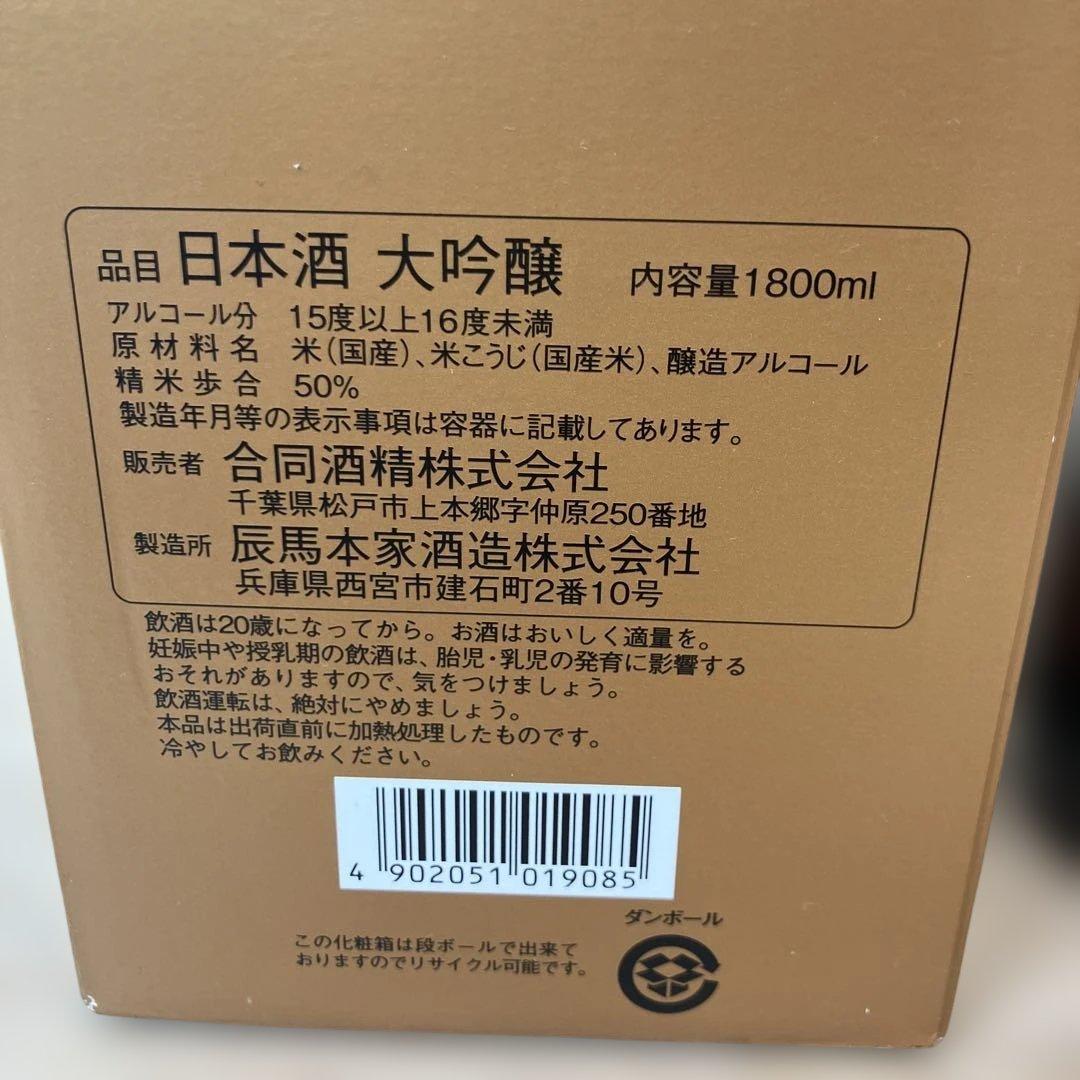 品目 日本酒 大吟醸 内容量1800ml
アルコール分 15度以上16度未満
原材料名 米(国産)、米こうじ(国産米)、醸造アルコール
精米歩合 50%
製造年月等の表示事項は容器に記載してあります。
販売者 合同酒精株式会社
千葉県松戸市上本郷字仲原250番地
製造所 辰馬本家酒造株式会社
兵庫県西宮市建石町2番10号
飲酒は20歳になってから。お酒はおいしく適量を。
妊娠中や授乳期の飲酒は、胎児・乳児の発育に影響する
おそれがありますので、気をつけましょう。
飲酒運転は、絶対にやめましょう。
本品は出荷直前に加熱処理したものです。
冷やしてお飲みください。
4 902051 019085
ダンボール
この化粧箱は段ボールで出来て
おりますのでリサイクル可能です。